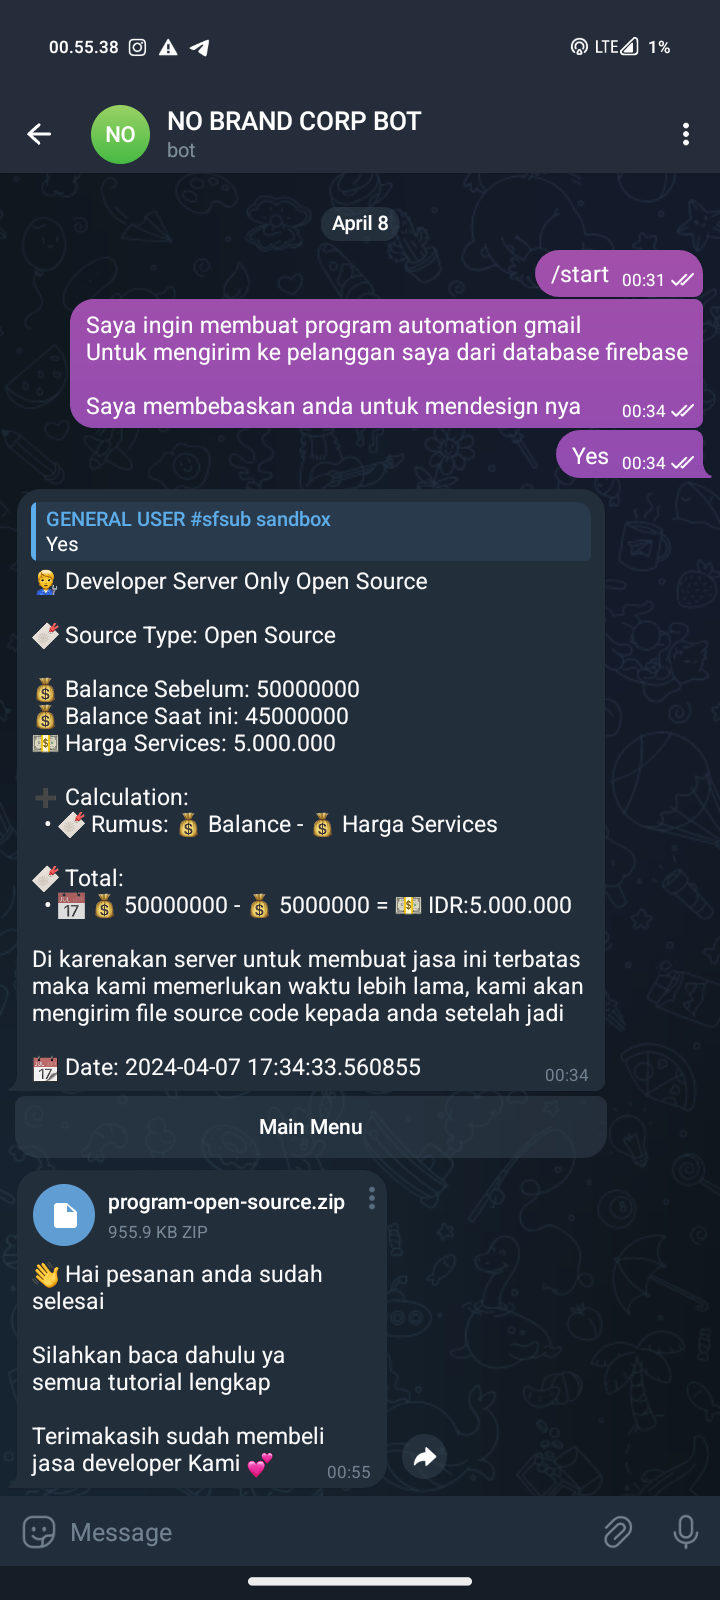 00.55.38
LTE 1%
NO
NO BRAND CORP BOT
bot
April 8
/start 00:31
Saya ingin membuat program automation gmail
Untuk mengirim ke pelanggan saya dari database firebase
Saya membebaskan anda untuk mendesign nya 00:34
Yes 00:34
GENERAL USER #sfsub sandbox
Yes
👨‍💼 Developer Server Only Open Source
🔖 Source Type: Open Source
💰 Balance Sebelum: 50000000
💰 Balance Saat ini: 45000000
💵 Harga Services: 5.000.000
➕ Calculation:
• 🔖 Rumus: 💰 Balance - 💰 Harga Services
🔖 Total:
• 📅 💰 50000000 - 💰 5000000 = 💵 IDR:5.000.000
Di karenakan server untuk membuat jasa ini terbatas
maka kami memerlukan waktu lebih lama, kami akan
mengirim file source code kepada anda setelah jadi
📆 Date: 2024-04-07 17:34:33.560855
00:34
Main Menu
program-open-source.zip
955.9 KB ZIP
👋 Hai pesanan anda sudah
selesai
Silahkan baca dahulu ya
semua tutorial lengkap
Terimakasih sudah membeli
jasa developer Kami 💕 00:55
Message